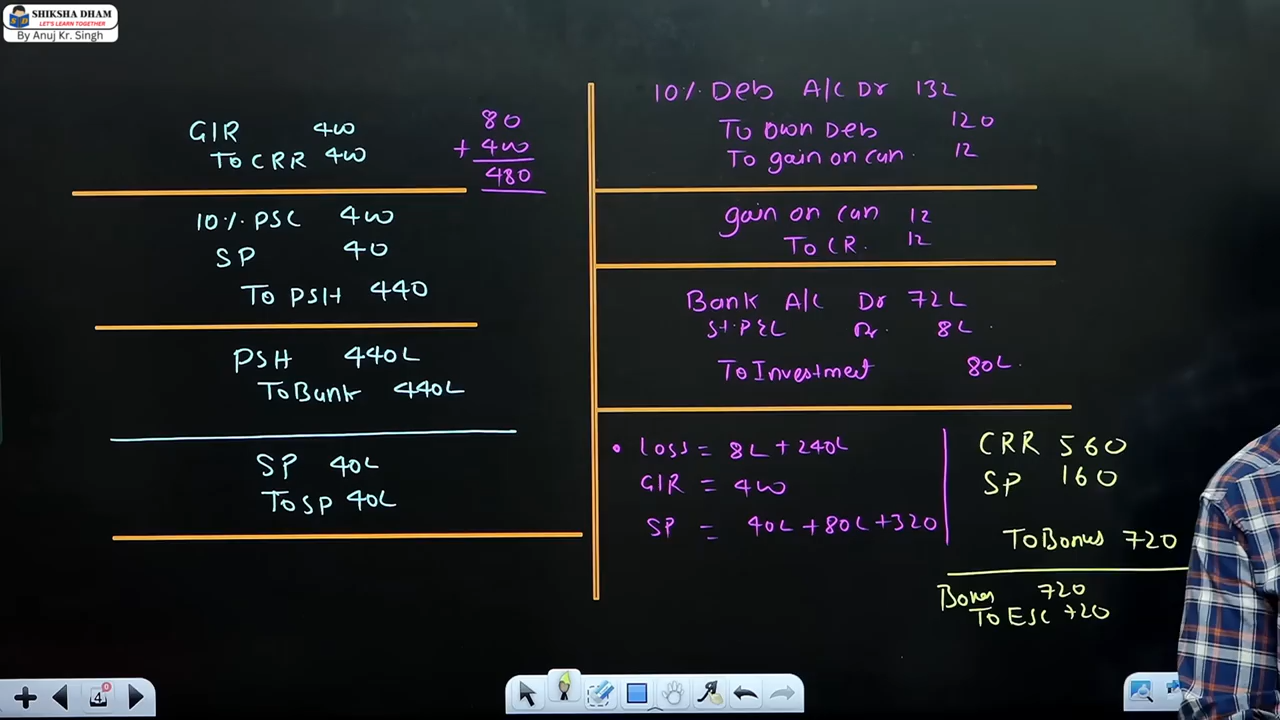 SHIKSHA DHAM
LET'S LEARN TOGETHER
By Anuj Kr. Singh
GIR 400
To CRR 400
80
+ 400
480
10% PSC 400
SP 40
To PSH 440
PSH 440L
To Bank 440L
SP 40L
To SP 40L
10% Deb A/C Dr 132
To own Deb 120
To gain on can. 12
gain on can 12
To CR. 12
Bank A/C Dr 72L
St. P&L Dr. 8L.
To Investment 80L.
• Loss = 8L + 240L
GIR = 400
SP = 40L + 80L + 320
CRR 560
SP 160
To Bonus 720
Bonus 720
To ESC 720
4
0